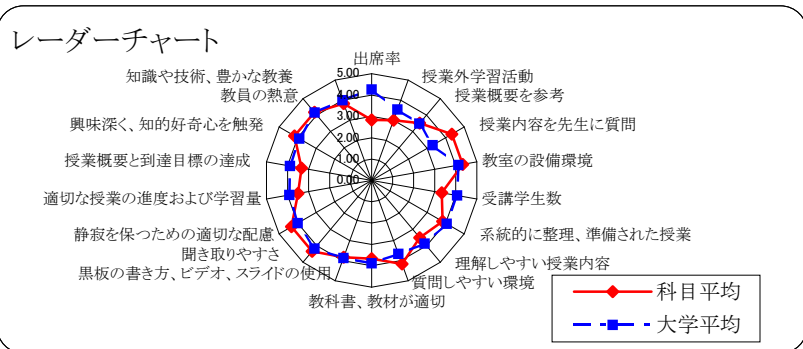 レーダーチャート
出席率
授業外学習活動
授業概要を参考
授業内容を先生に質問
教室の設備環境
受講学生数
系統的に整理、準備された授業
理解しやすい授業内容
質問しやすい環境
教科書、教材が適切
黒板の書き方、ビデオ、スライドの使用
聞き取りやすさ
静寂を保つための適切な配慮
適切な授業の進度および学習量
授業概要と到達目標の達成
興味深く、知的好奇心を触発
教員の熱意
知識や技術、豊かな教養
5.00
4.00
3.00
2.00
1.00
0.00
科目平均
大学平均